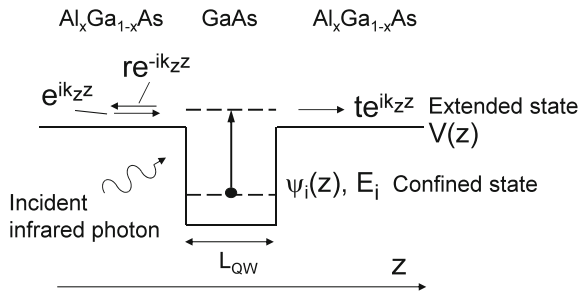 AlxGa1-xAs GaAs AlxGa1-xAs
re-ikzz
eikzz
teikzz Extended state
V(z)
ψi(z), Ei Confined state
Incident
infrared photon
LQW
z